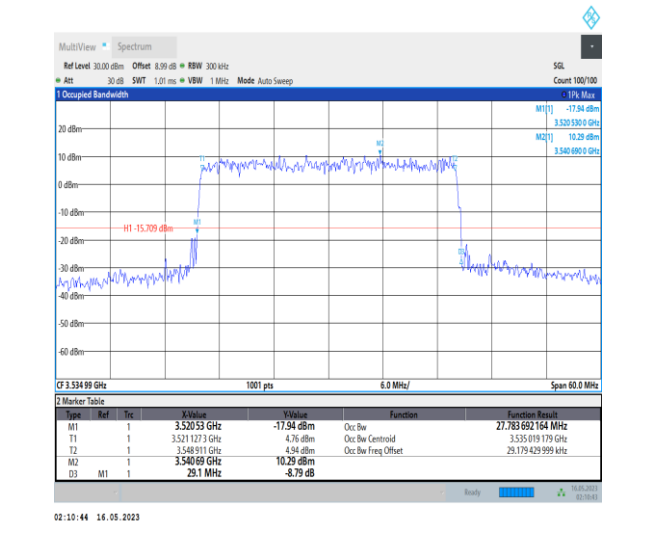 MultiView Spectrum
Ref Level 30.00 dBm Offset 8.99 dB RBW 300 kHz SGL
Att 30 dB SWT 1.01 ms VBW 1 MHz Mode Auto Sweep Count 100/100
1 Occupied Bandwidth 1Pk Max
M1[1] -17.94 dBm
3.520 530 0 GHz
20 dBm
M2[1] 10.29 dBm
M2
3.540 690 0 GHz
10 dBm
T1
T2
0 dBm
-10 dBm
M1
H1 -15.709 dBm
-20 dBm
D3
-30 dBm
-40 dBm
-50 dBm
-60 dBm
CF 3.534 99 GHz 1001 pts 6.0 MHz/ Span 60.0 MHz
2 Marker Table
Type Ref Trc X-Value Y-Value Function Function Result
M1 1 3.520 53 GHz -17.94 dBm Occ Bw 27.783 692 164 MHz
T1 1 3.521 127 3 GHz 4.76 dBm Occ Bw Centroid 3.535 019 179 GHz
T2 1 3.548 911 GHz 4.94 dBm Occ Bw Freq Offset 29.179 429 999 kHz
M2 1 3.540 69 GHz 10.29 dBm
D3 M1 1 29.1 MHz -8.79 dB
Ready 16.05.2023
02:10:43
02:10:44 16.05.2023